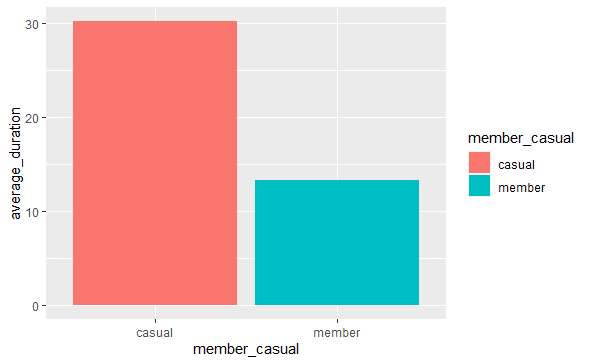 30
20
10
0
average_duration
casual
member
member_casual
member_casual
casual
member